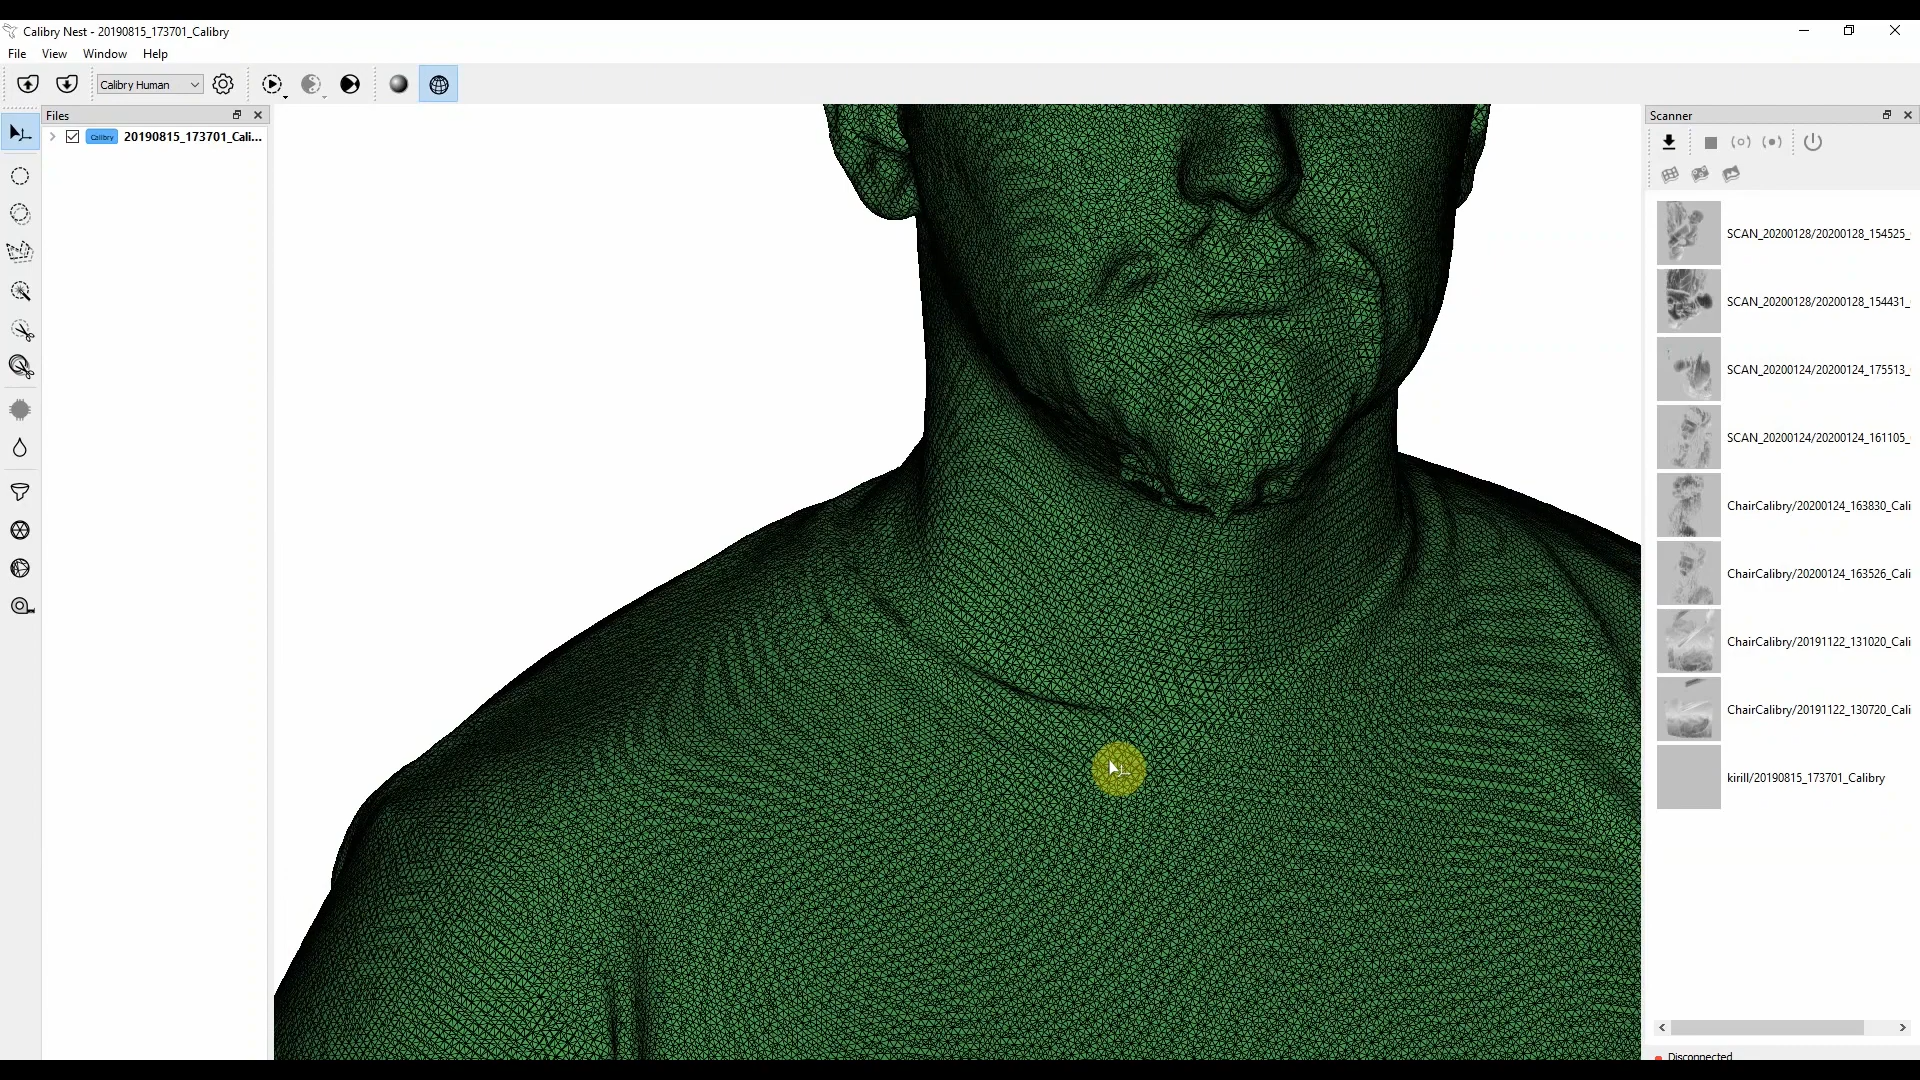 Calibry Nest - 20190815_173701_Calibry
File View Window Help
Calibry Human
Files
Calibry 20190815_173701_Cali...
Scanner
SCAN_20200128/20200128_154525_
SCAN_20200128/20200128_154431_
SCAN_20200124/20200124_175513_
SCAN_20200124/20200124_161105_
ChairCalibry/20200124_163830_Cali
ChairCalibry/20200124_163526_Cali
ChairCalibry/20191122_131020_Cali
ChairCalibry/20191122_130720_Cali
kirill/20190815_173701_Calibry
Disconnected